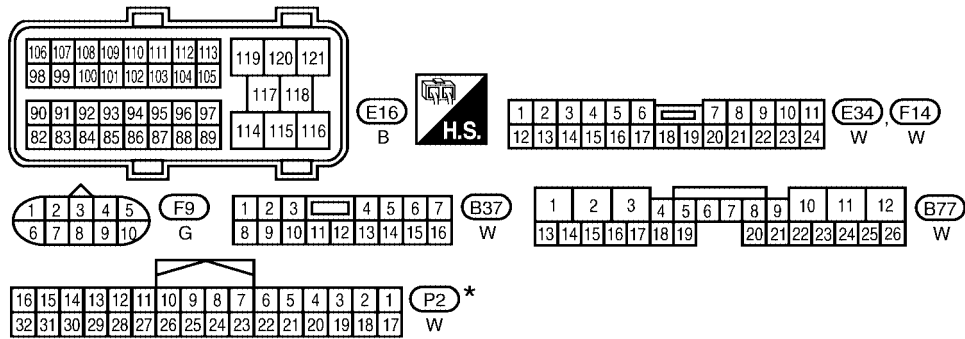 106 107 108 109 110 111 112 113
98 99 100 101 102 103 104 105
90 91 92 93 94 95 96 97
82 83 84 85 86 87 88 89
119 120 121
117 118
114 115 116
E16
B
H.S.
1 2 3 4 5 6 7 8 9 10 11
12 13 14 15 16 17 18 19 20 21 22 23 24
E34 , F14
W W
1 2 3 4 5
6 7 8 9 10
F9
G
1 2 3 4 5 6 7
8 9 10 11 12 13 14 15 16
B37
W
1 2 3 4 5 6 7 8 9 10 11 12
13 14 15 16 17 18 19 20 21 22 23 24 25 26
B77
W
16 15 14 13 12 11 10 9 8 7 6 5 4 3 2 1
32 31 30 29 28 27 26 25 24 23 22 21 20 19 18 17
P2 *
W